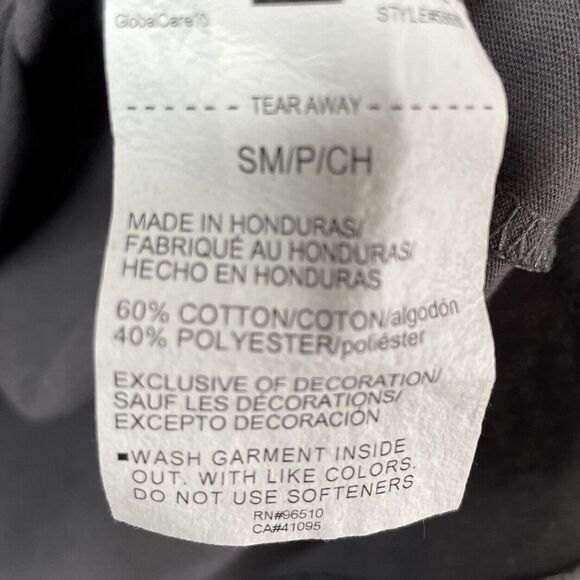 GlobalCare10
TEAR AWAY
SM/P/CH
MADE IN HONDURAS/
FABRIQUÉ AU HONDURAS/
HECHO EN HONDURAS
60% COTTON/COTON/algodón
40% POLYESTER/poliéster
EXCLUSIVE OF DECORATION/
SAUF LES DÉCORATIONS/
EXCEPTO DECORACIÓN
■WASH GARMENT INSIDE
OUT. WITH LIKE COLORS.
DO NOT USE SOFTENERS
RN#96510
CA#41095